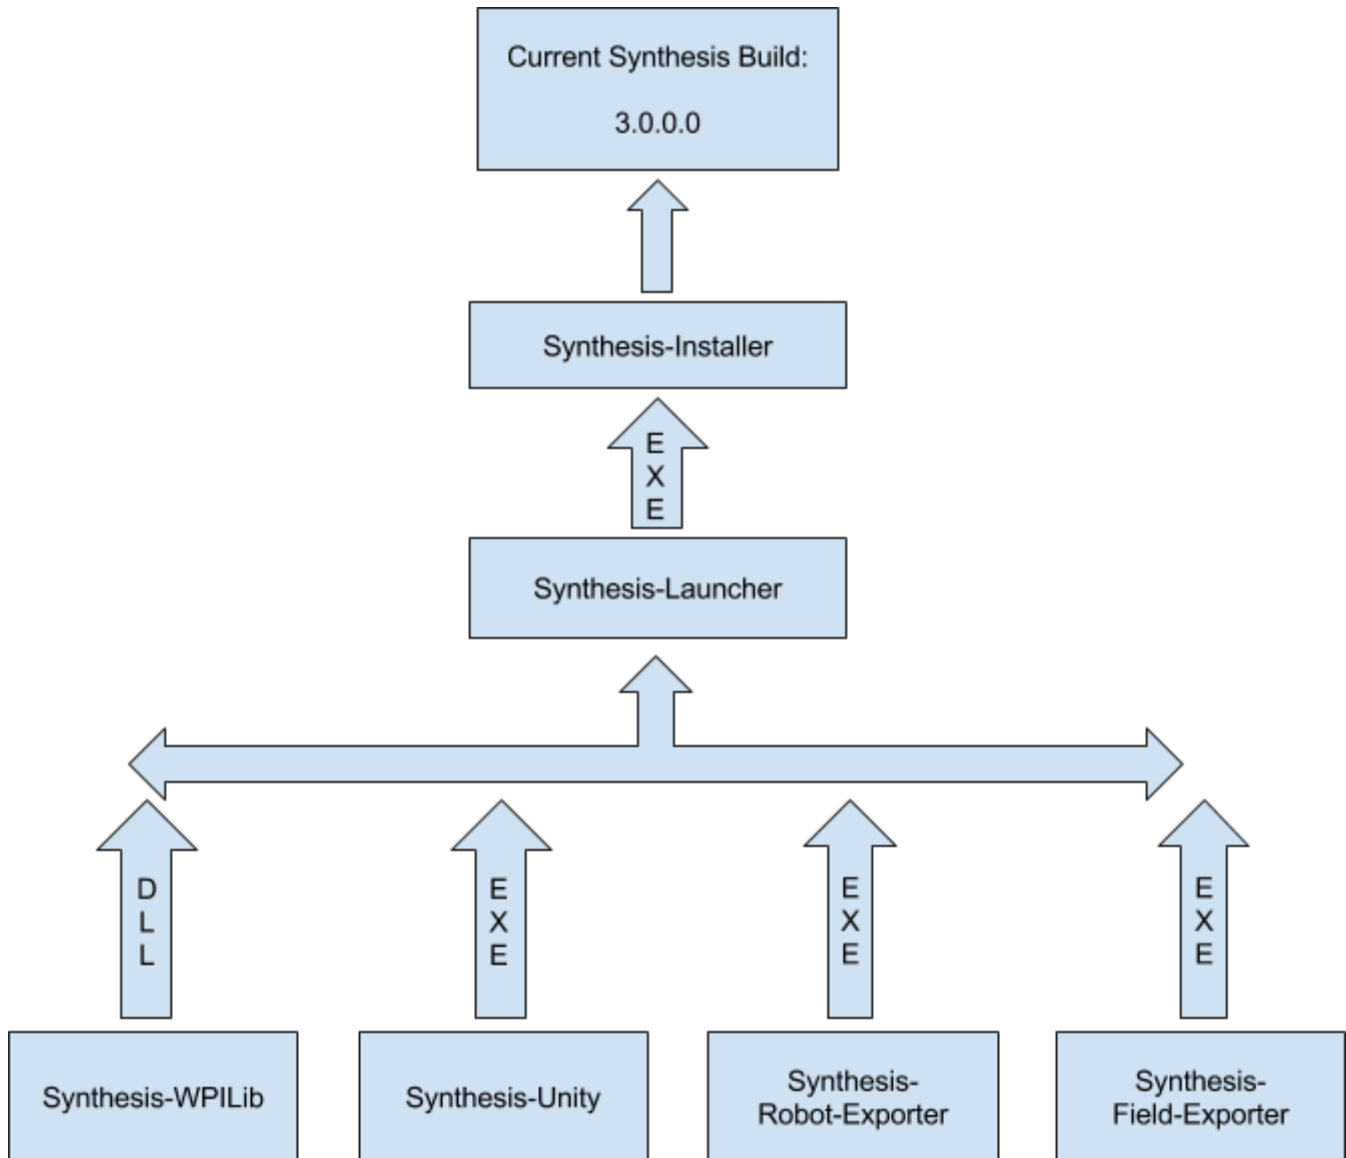 Current Synthesis Build:
3.0.0.0
Synthesis-Installer
E
X
E
Synthesis-Launcher
D
L
L
E
X
E
E
X
E
E
X
E
Synthesis-WPILib
Synthesis-Unity
Synthesis-
Robot-Exporter
Synthesis-
Field-Exporter